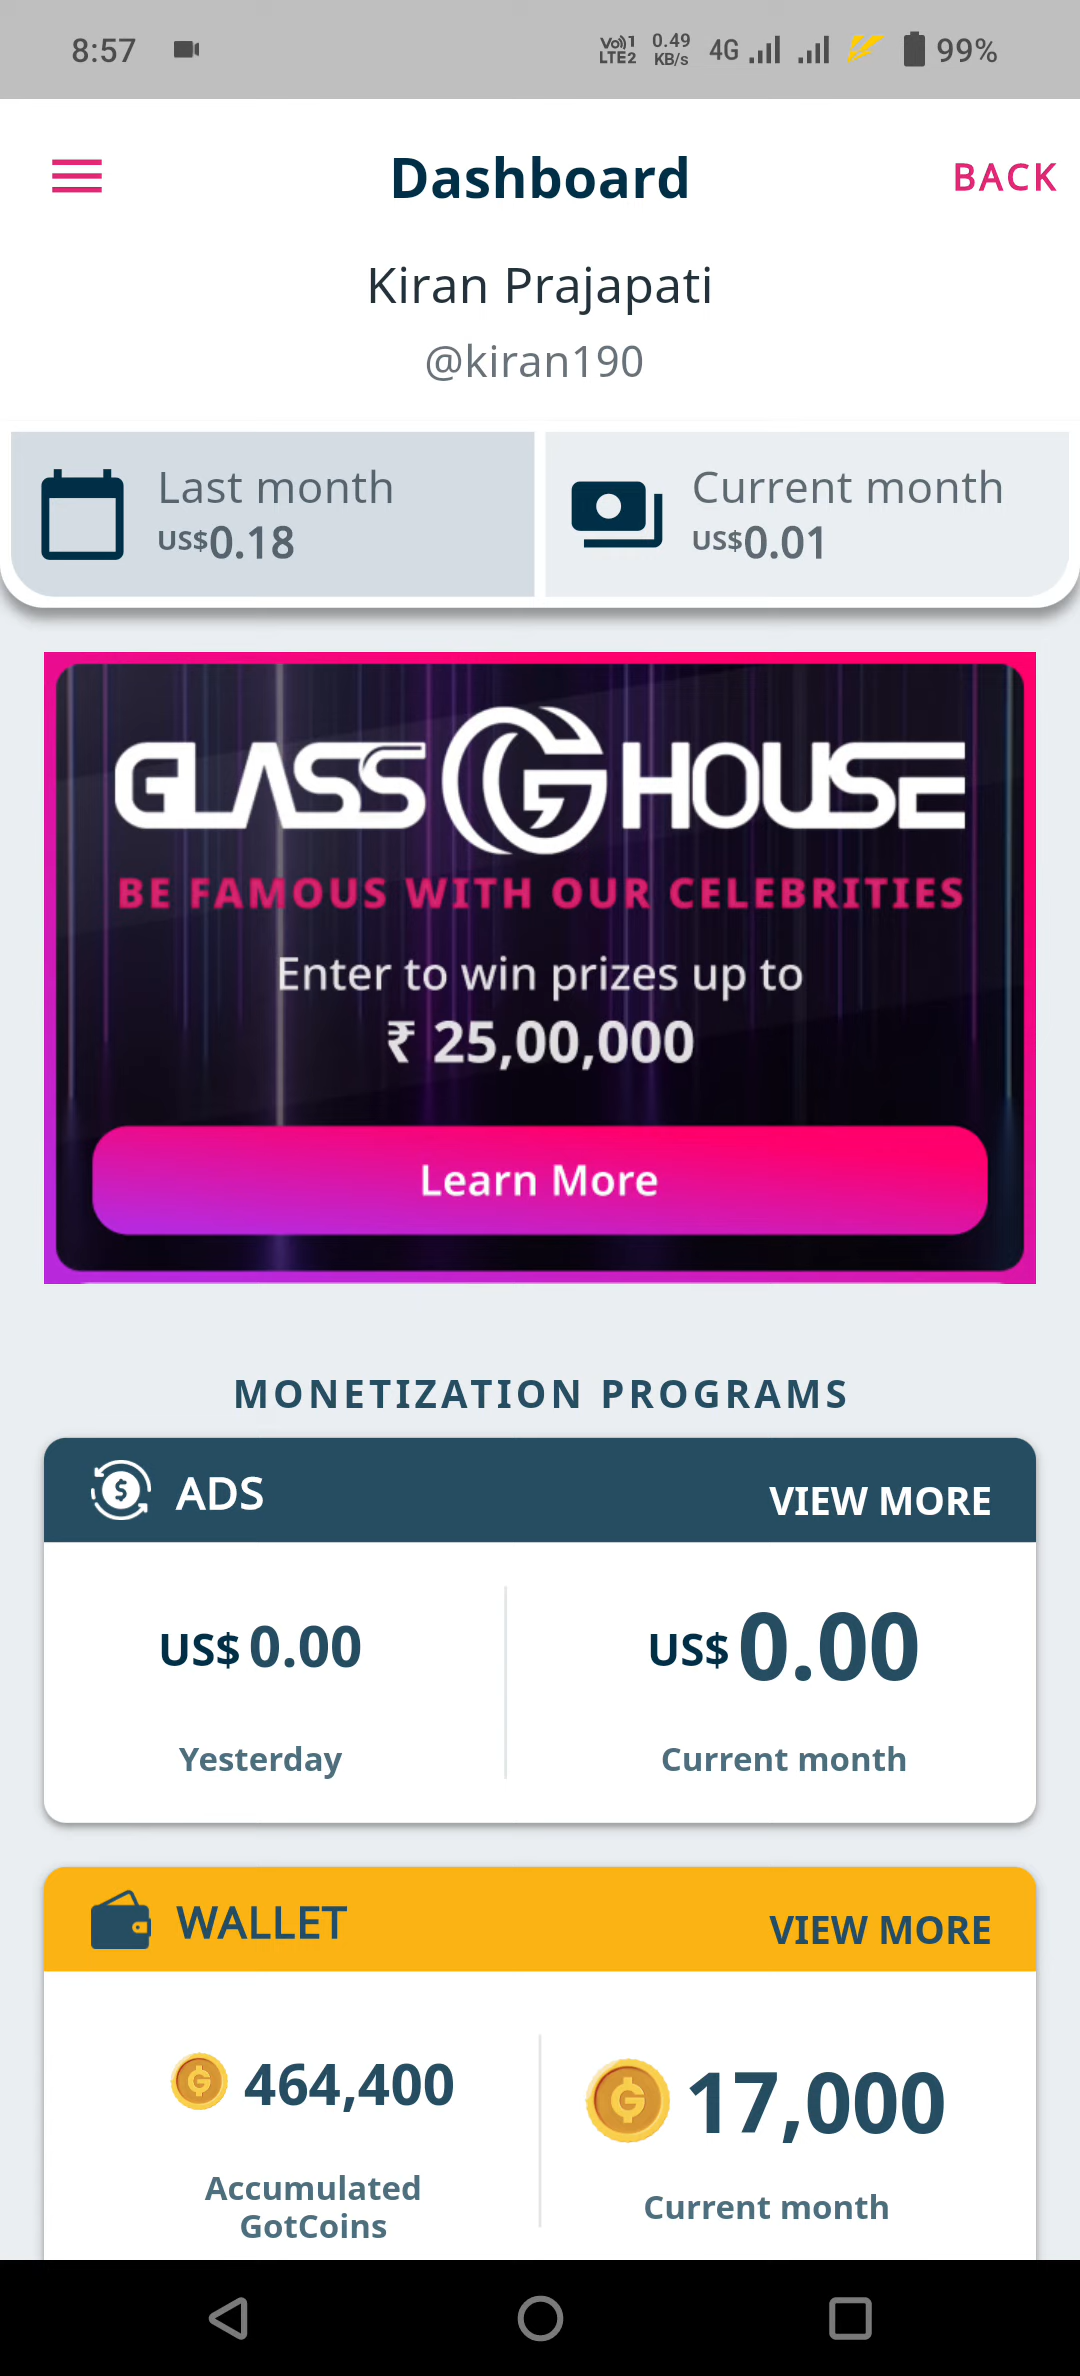 8:57
Vo)) 1
LTE2
0.49
KB/s
4G
99%
Dashboard
BACK
Kiran Prajapati
@kiran190
Last month
US$0.18
Current month
US$0.01
GLASS G HOUSE
BE FAMOUS WITH OUR CELEBRITIES
Enter to win prizes up to
₹ 25,00,000
Learn More
MONETIZATION PROGRAMS
ADS
VIEW MORE
US$ 0.00
Yesterday
US$ 0.00
Current month
WALLET
VIEW MORE
464,400
Accumulated
GotCoins
17,000
Current month